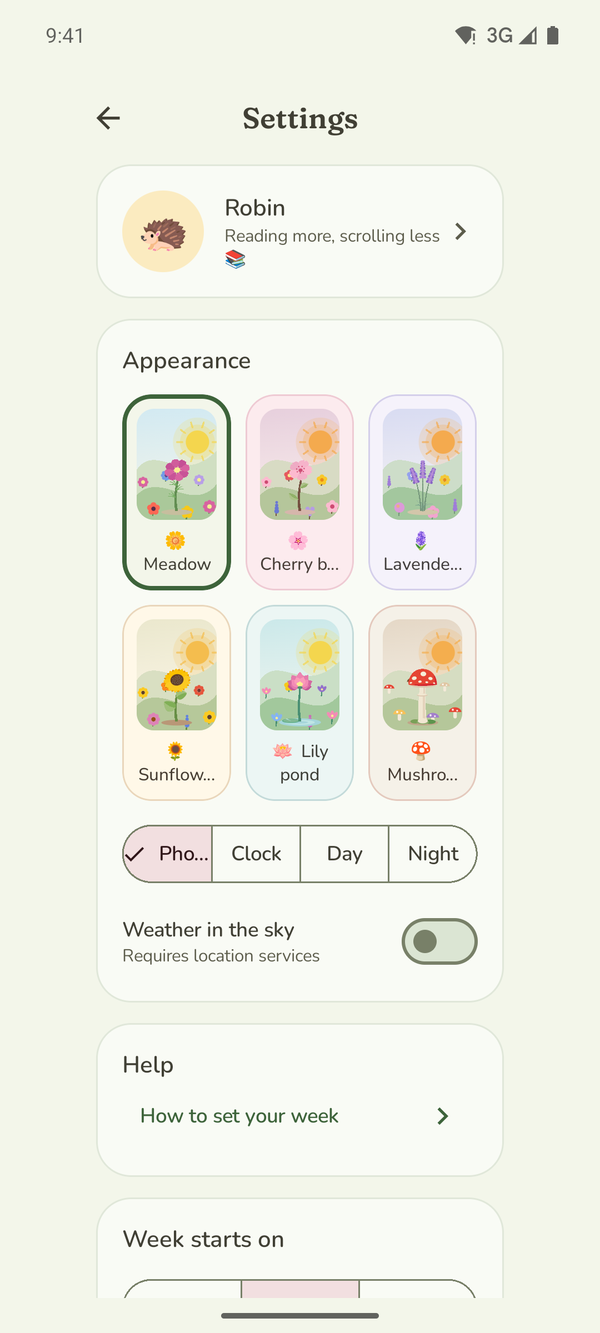 9:41
3G
Settings
Robin
Reading more, scrolling less
📚
Appearance
🌼
Meadow
🌸
Cherry b...
🪻
Lavende...
🌻
Sunflow...
🪷 Lily
pond
🍄
Mushro...
Pho...
Clock
Day
Night
Weather in the sky
Requires location services
Help
How to set your week
Week starts on